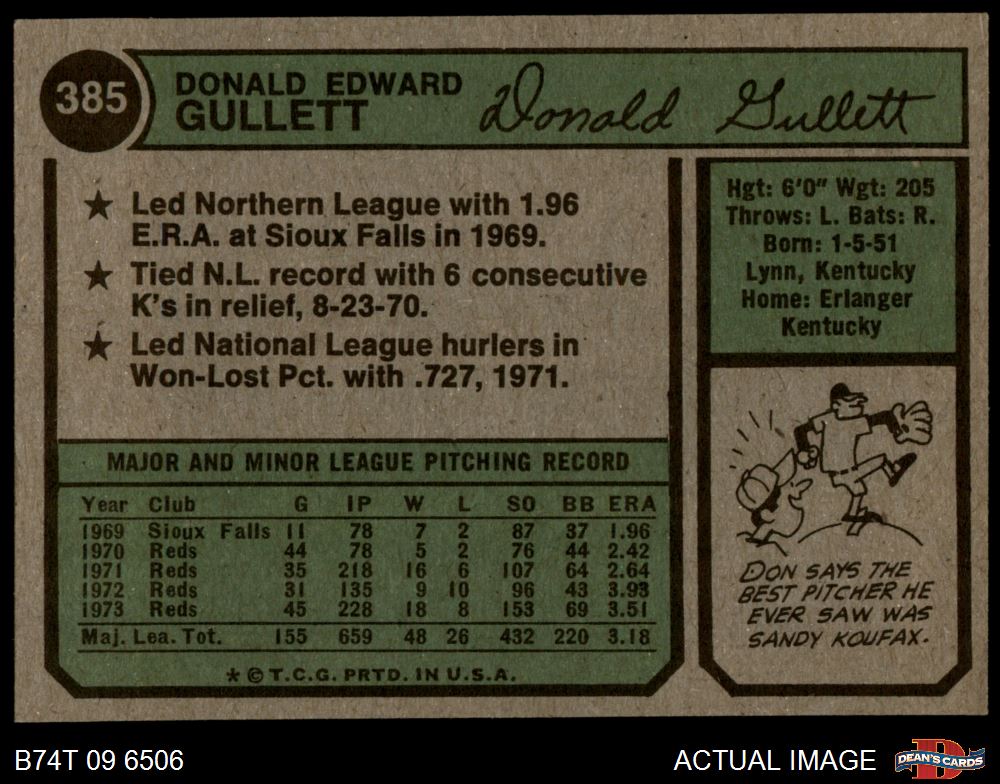 385
DONALD EDWARD
GULLETT
Donald Gullett
★ Led Northern League with 1.96
E.R.A. at Sioux Falls in 1969.
★ Tied N.L. record with 6 consecutive
K's in relief, 8-23-70.
★ Led National League hurlers in
Won-Lost Pct. with .727, 1971.
Hgt: 6'0" Wgt: 205
Throws: L. Bats: R.
Born: 1-5-51
Lynn, Kentucky
Home: Erlanger
Kentucky
MAJOR AND MINOR LEAGUE PITCHING RECORD
Year Club G IP W L SO BB ERA
1969 Sioux Falls 11 78 7 2 87 37 1.96
1970 Reds 44 78 5 2 76 44 2.42
1971 Reds 35 218 16 6 107 64 2.64
1972 Reds 31 135 9 10 96 43 3.93
1973 Reds 45 228 18 8 153 69 3.51
Maj. Lea. Tot. 155 659 48 26 432 220 3.18
* © T.C.G. PRTD. IN U.S.A.
DON SAYS THE
BEST PITCHER HE
EVER SAW WAS
SANDY KOUFAX.
B74T 09 6506
ACTUAL IMAGE
D
DEAN'S CARDS